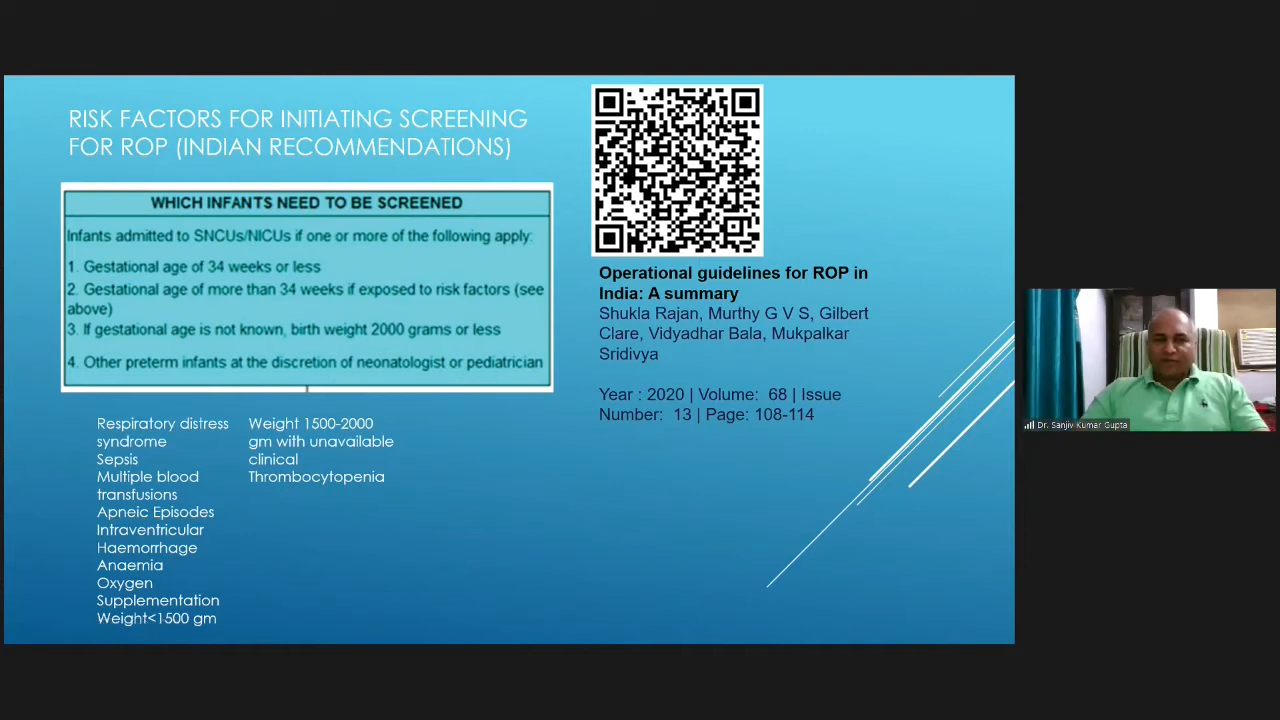 RISK FACTORS FOR INITIATING SCREENING
FOR ROP (INDIAN RECOMMENDATIONS)
WHICH INFANTS NEED TO BE SCREENED
Infants admitted to SNCUs/NICUs if one or more of the following apply:
1. Gestational age of 34 weeks or less
2. Gestational age of more than 34 weeks if exposed to risk factors (see
above)
3. If gestational age is not known, birth weight 2000 grams or less
4. Other preterm infants at the discretion of neonatologist or pediatrician
Respiratory distress
syndrome
Sepsis
Multiple blood
transfusions
Apneic Episodes
Intraventricular
Haemorrhage
Anaemia
Oxygen
Supplementation
Weight<1500 gm
Weight 1500-2000
gm with unavailable
clinical
Thrombocytopenia
Operational guidelines for ROP in
India: A summary
Shukla Rajan, Murthy G V S, Gilbert
Clare, Vidyadhar Bala, Mukpalkar
Sridivya
Year : 2020 | Volume: 68 | Issue
Number: 13 | Page: 108-114
Dr. Sanjiv Kumar Gupta